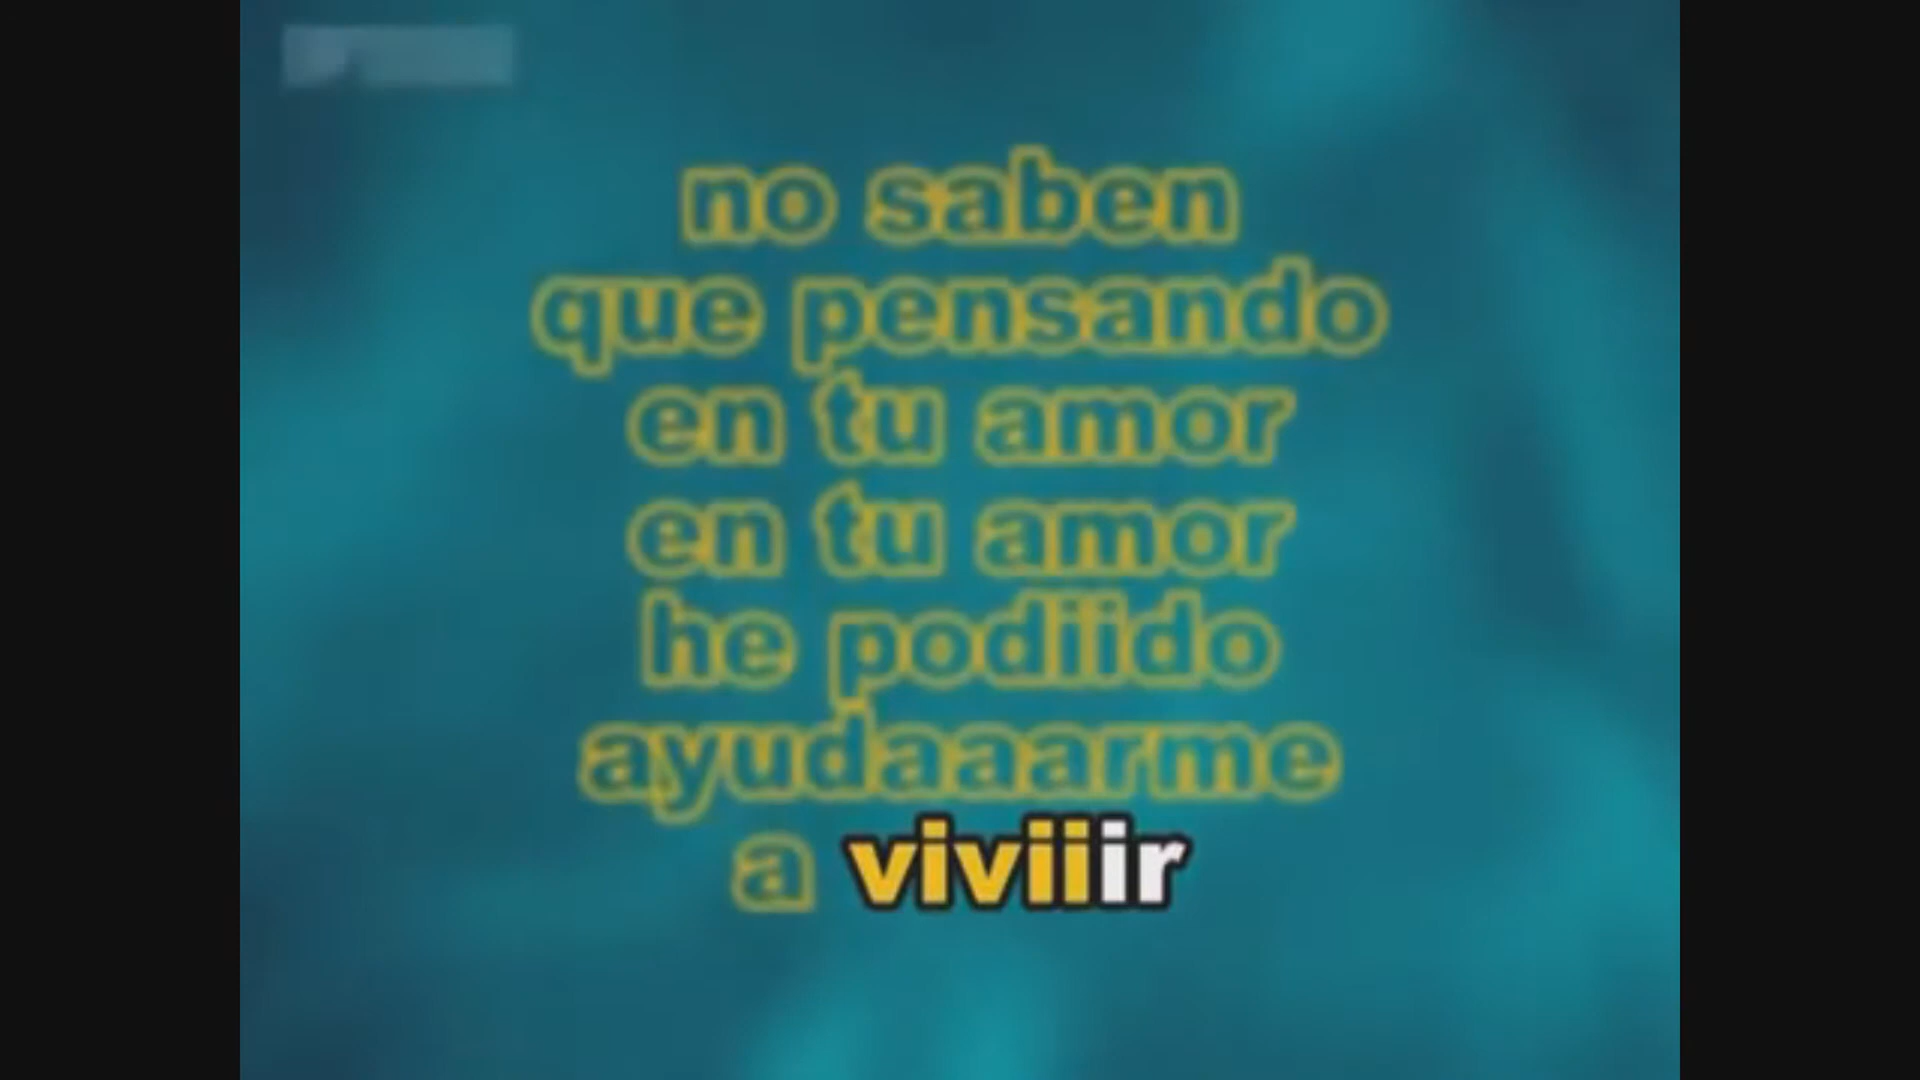 no saben
que pensando
en tu amor
en tu amor
he podiido
ayudaaarme
a viviiir